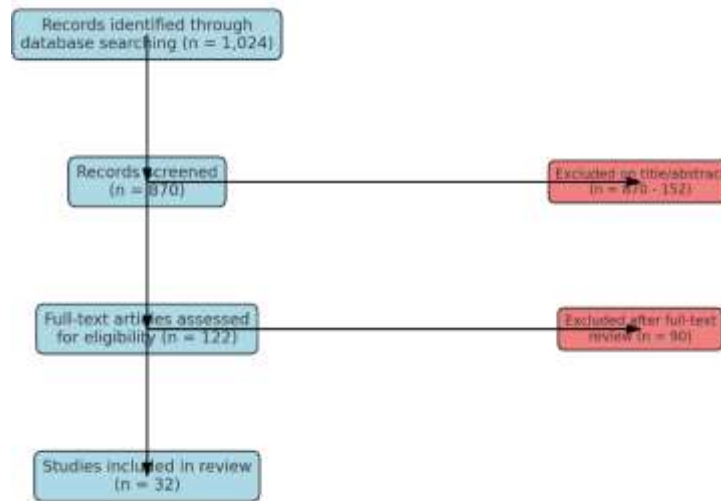 Records identified through
database searching (n = 1,024)
Records screened
(n = 870)
Excluded on title/abstract
(n = 870 - 152)
Full-text articles assessed
for eligibility (n = 122)
Excluded after full-text
review (n = 90)
Studies included in review
(n = 32)